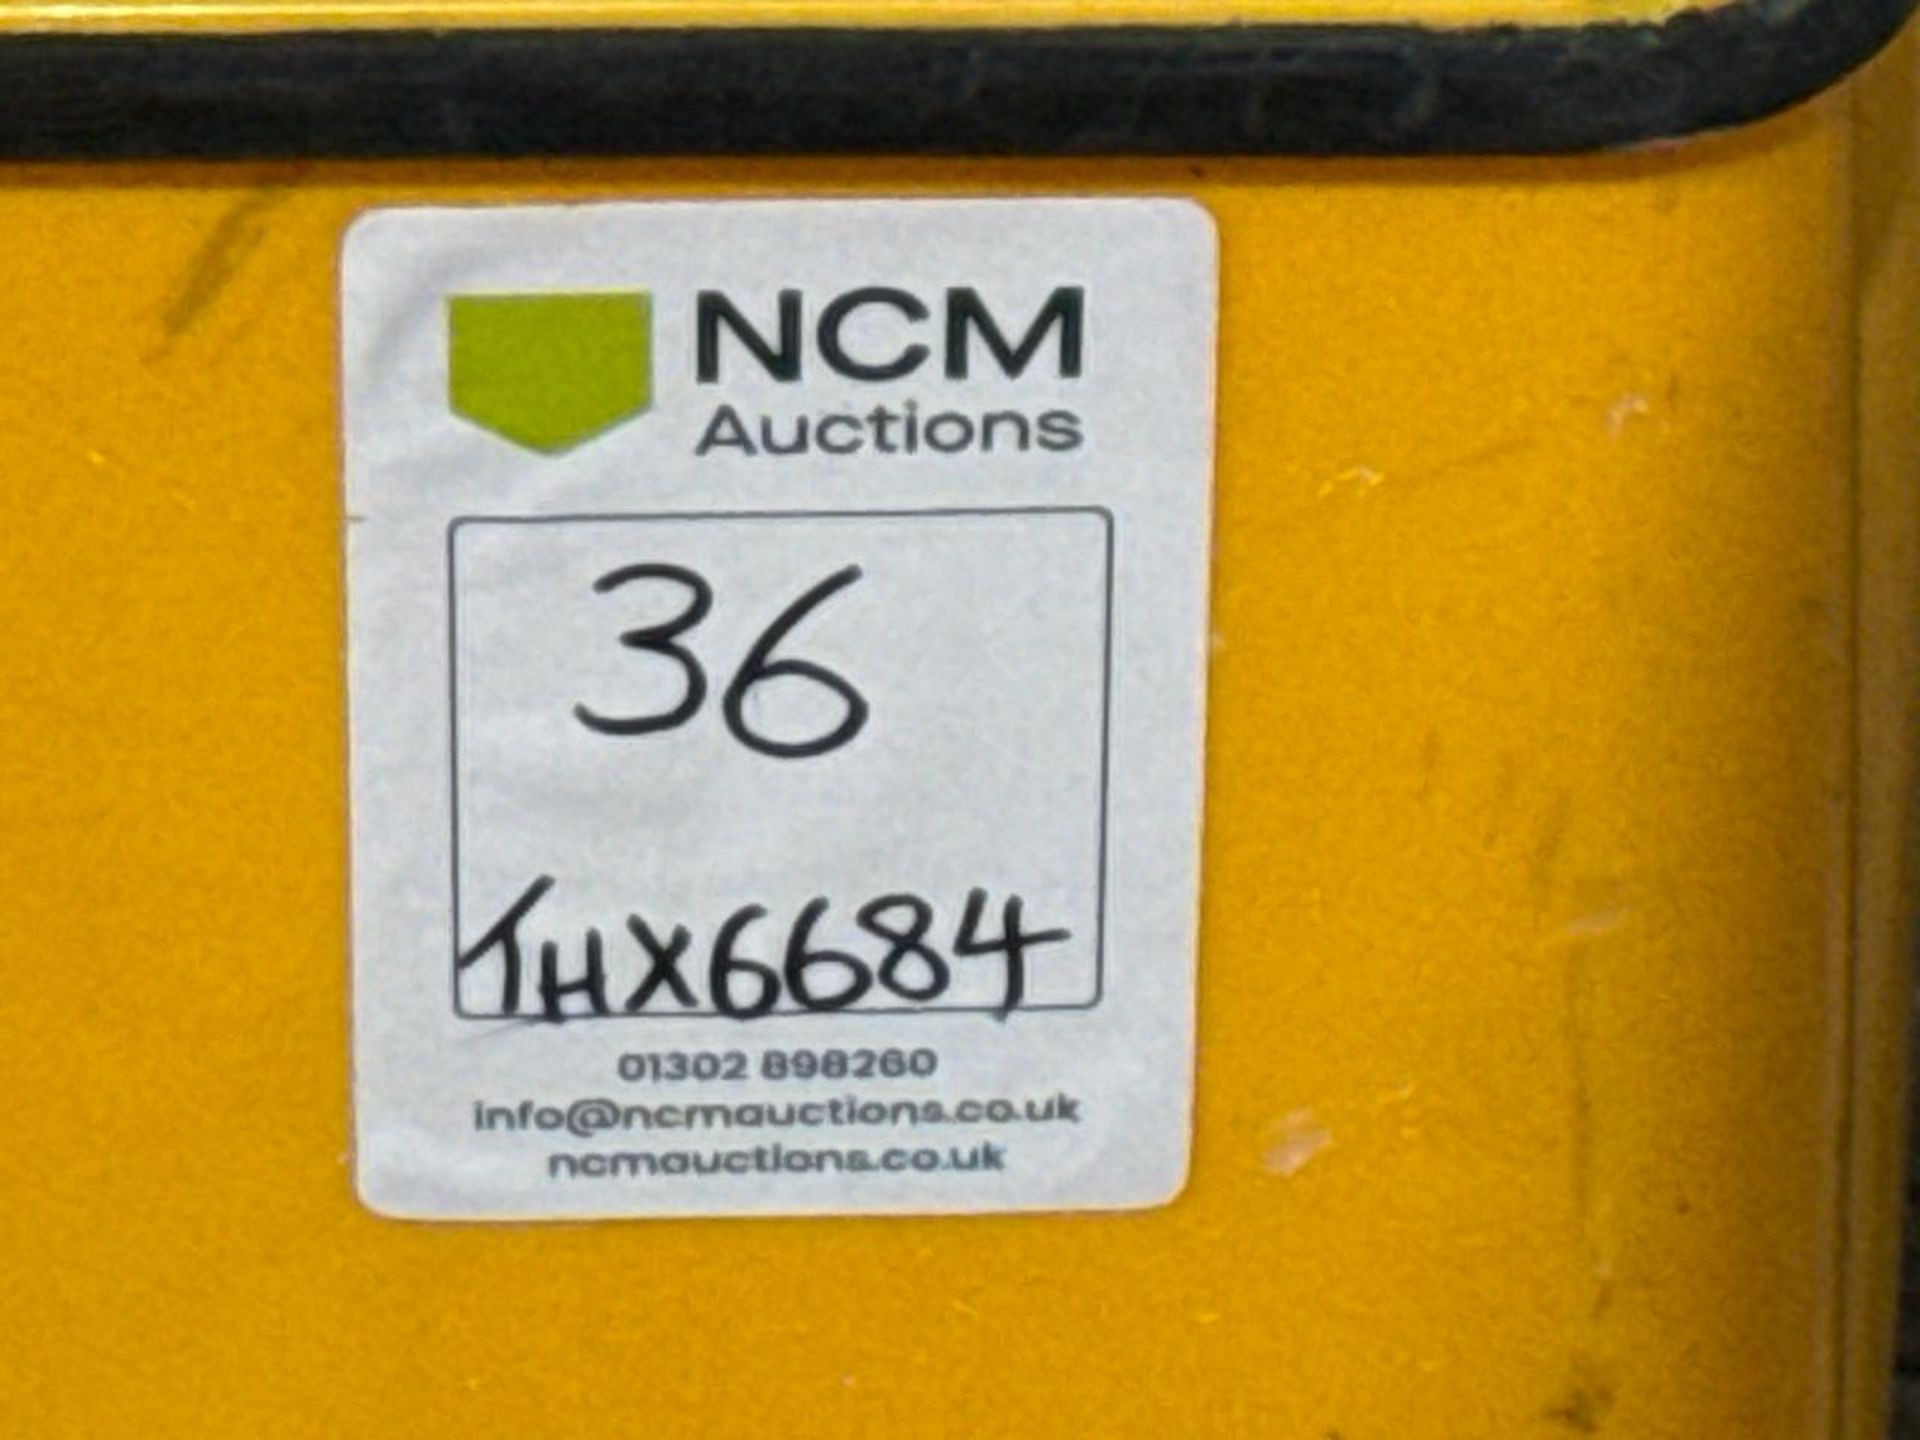 NCM
Auctions
36
THX6684
01302 898260
info@ncmauctions.co.uk
ncmauctions.co.uk